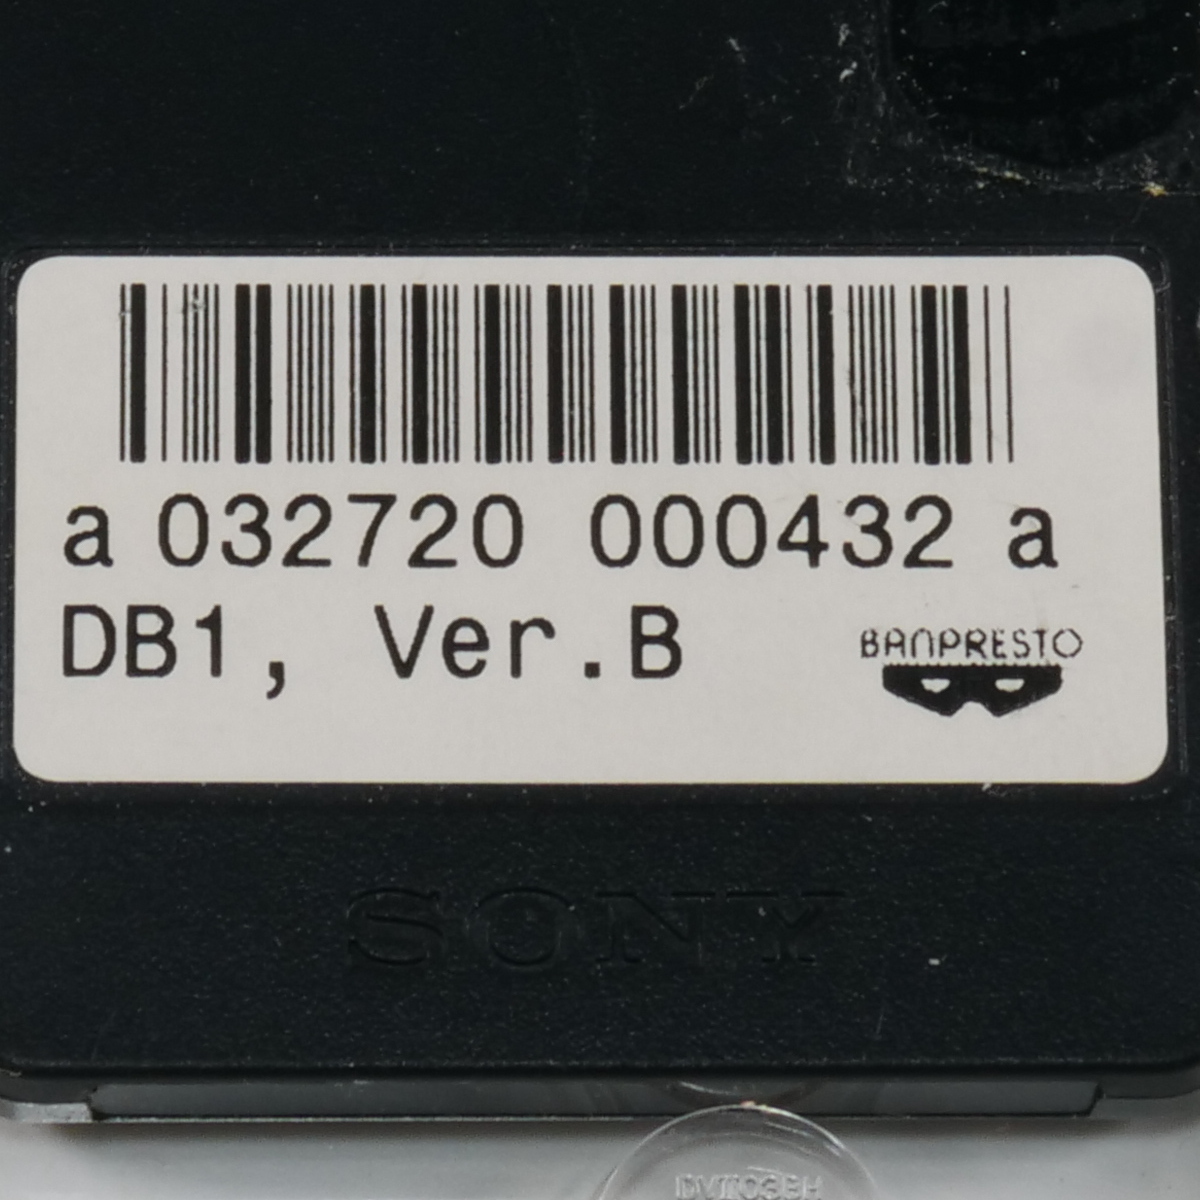 a 032720 000432 a
DB1, Ver.B
BANPRESTO
SONY